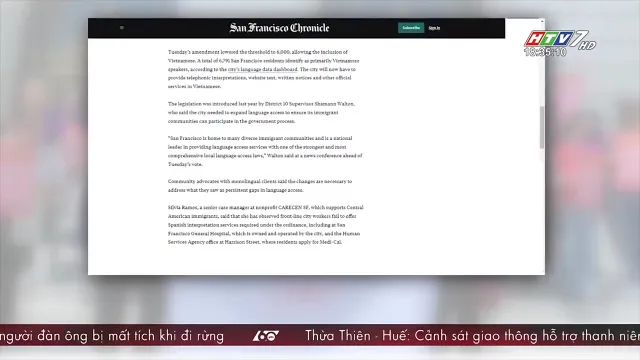 San Francisco Chronicle
Subscribe
Sign in
HTV7 HD
18:35:10
Tuesday's amendment lowered the threshold to 6,000, allowing the inclusion of
Vietnamese. A total of 6,791 San Francisco residents identify as primarily Vietnamese
speakers, according to the city's language data dashboard. The city will now have to
provide telephonic interpretations, website text, written notices and other official
services in Vietnamese.
The legislation was introduced last year by District 10 Supervisor Shamann Walton,
who said the city needed to expand language access to ensure its immigrant
communities can participate in the government process.
"San Francisco is home to many diverse immigrant communities and is a national
leader in providing language access services with one of the strongest and most
comprehensive local language access laws," Walton said at a news conference ahead of
Tuesday's vote.
Community advocates with monolingual clients said the changes are necessary to
address what they saw as persistent gaps in language access.
Silvia Ramos, a senior case manager at nonprofit CARECEN SF, which supports Central
American immigrants, said that she has observed front-line city workers fail to offer
Spanish interpretation services required under the ordinance, including at San
Francisco General Hospital, which is owned and operated by the city, and the Human
Services Agency office at Harrison Street, where residents apply for Medi-Cal.
người đàn ông bị mất tích khi đi rừng 60 Thừa Thiên - Huế: Cảnh sát giao thông hỗ trợ thanh niên